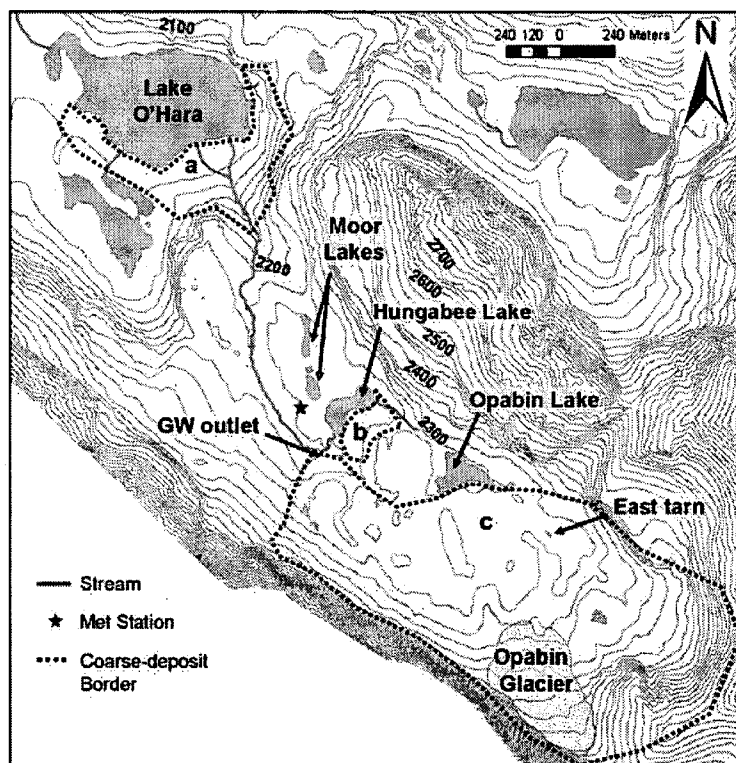 2100
240 120 0 240 Meters
N
Lake
O'Hara
a
Moor
Lakes
2200
2700
2600
Hungabee Lake
2500
2400
Opabin Lake
GW outlet
b
2300
East tarn
c
Stream
Met Station
Coarse-deposit
Border
Opabin
Glacier